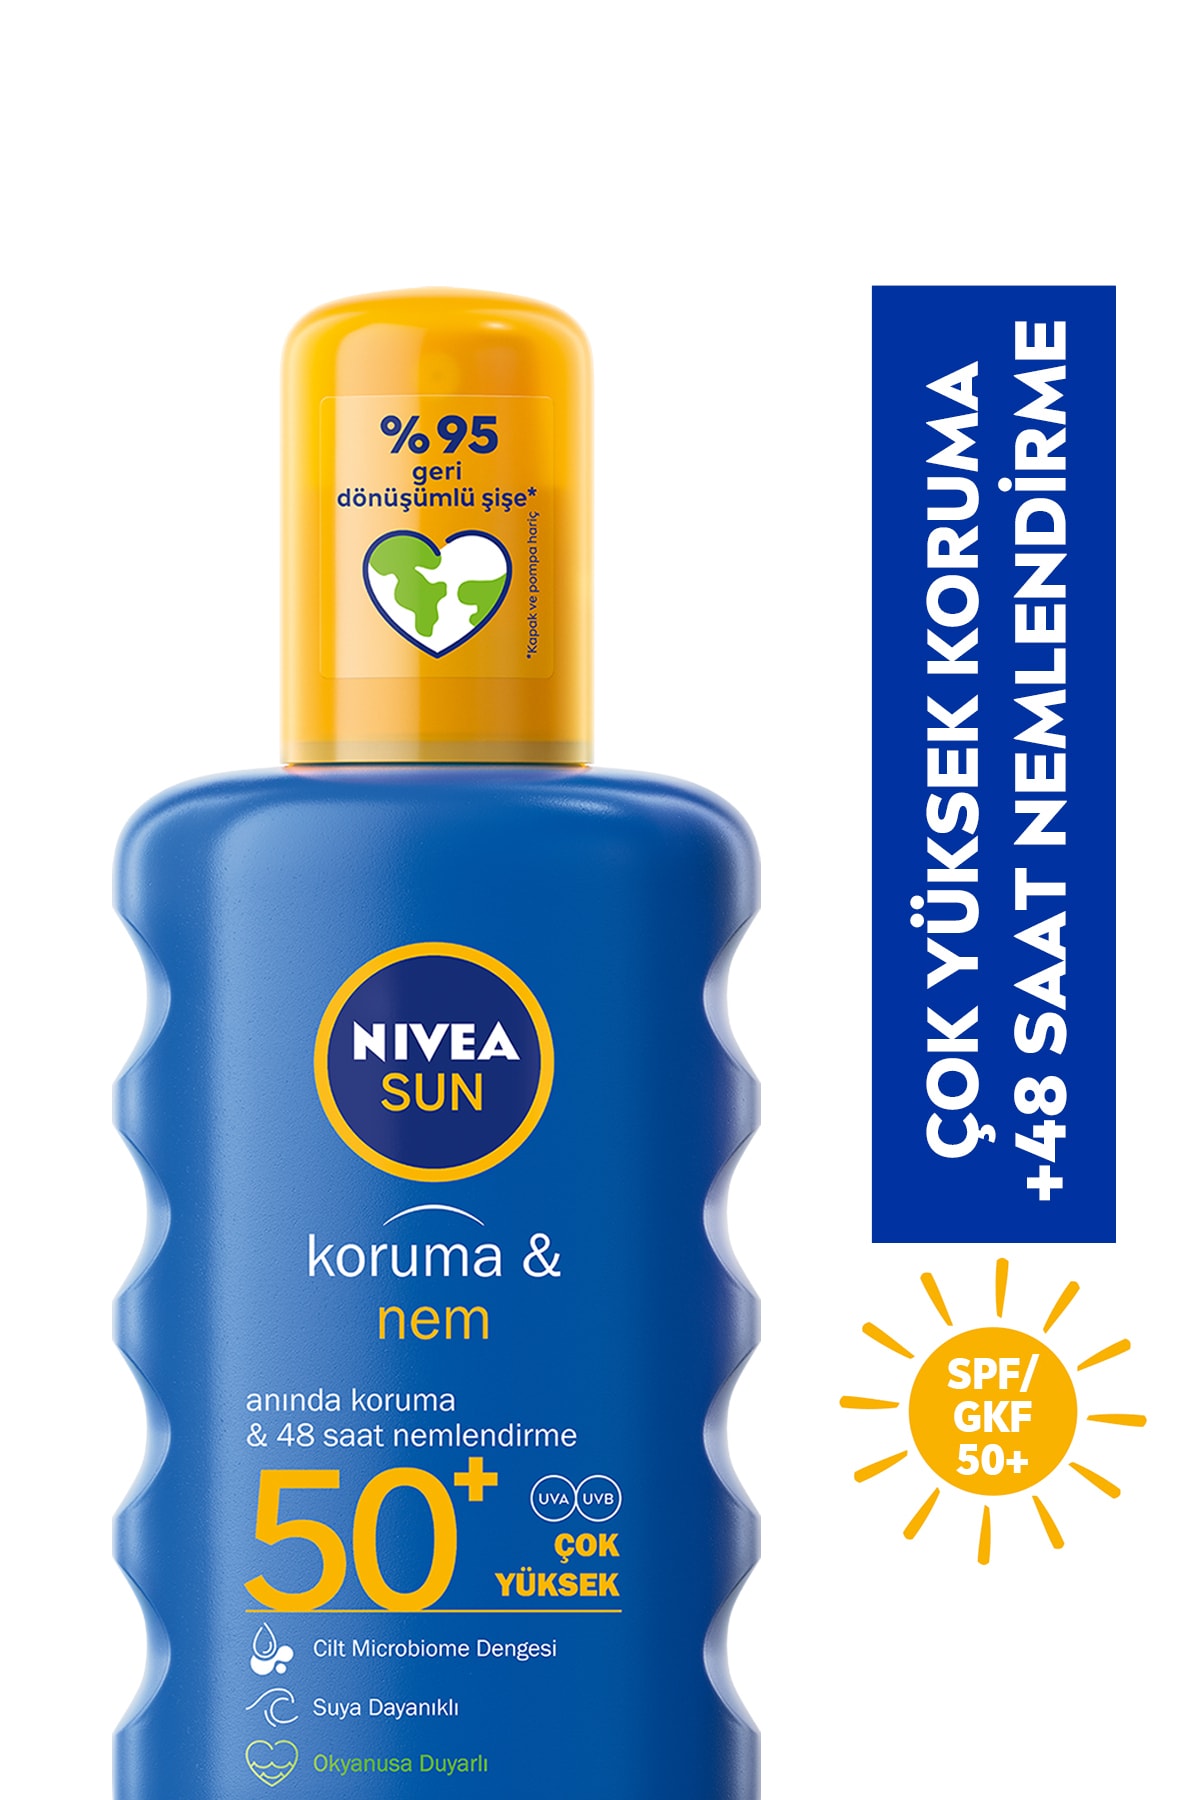 %95
geri
dönüşümlü şişe*
*Kapak ve pompa hariç
NIVEA
SUN
koruma &
nem
anında koruma
& 48 saat nemlendirme
50+
UVA UVB
ÇOK
YÜKSEK
Cilt Microbiome Dengesi
Suya Dayanıklı
Okyanusa Duyarlı
ÇOK YÜKSEK KORUMA
+48 SAAT NEMLENDİRME
SPF/
GKF
50+